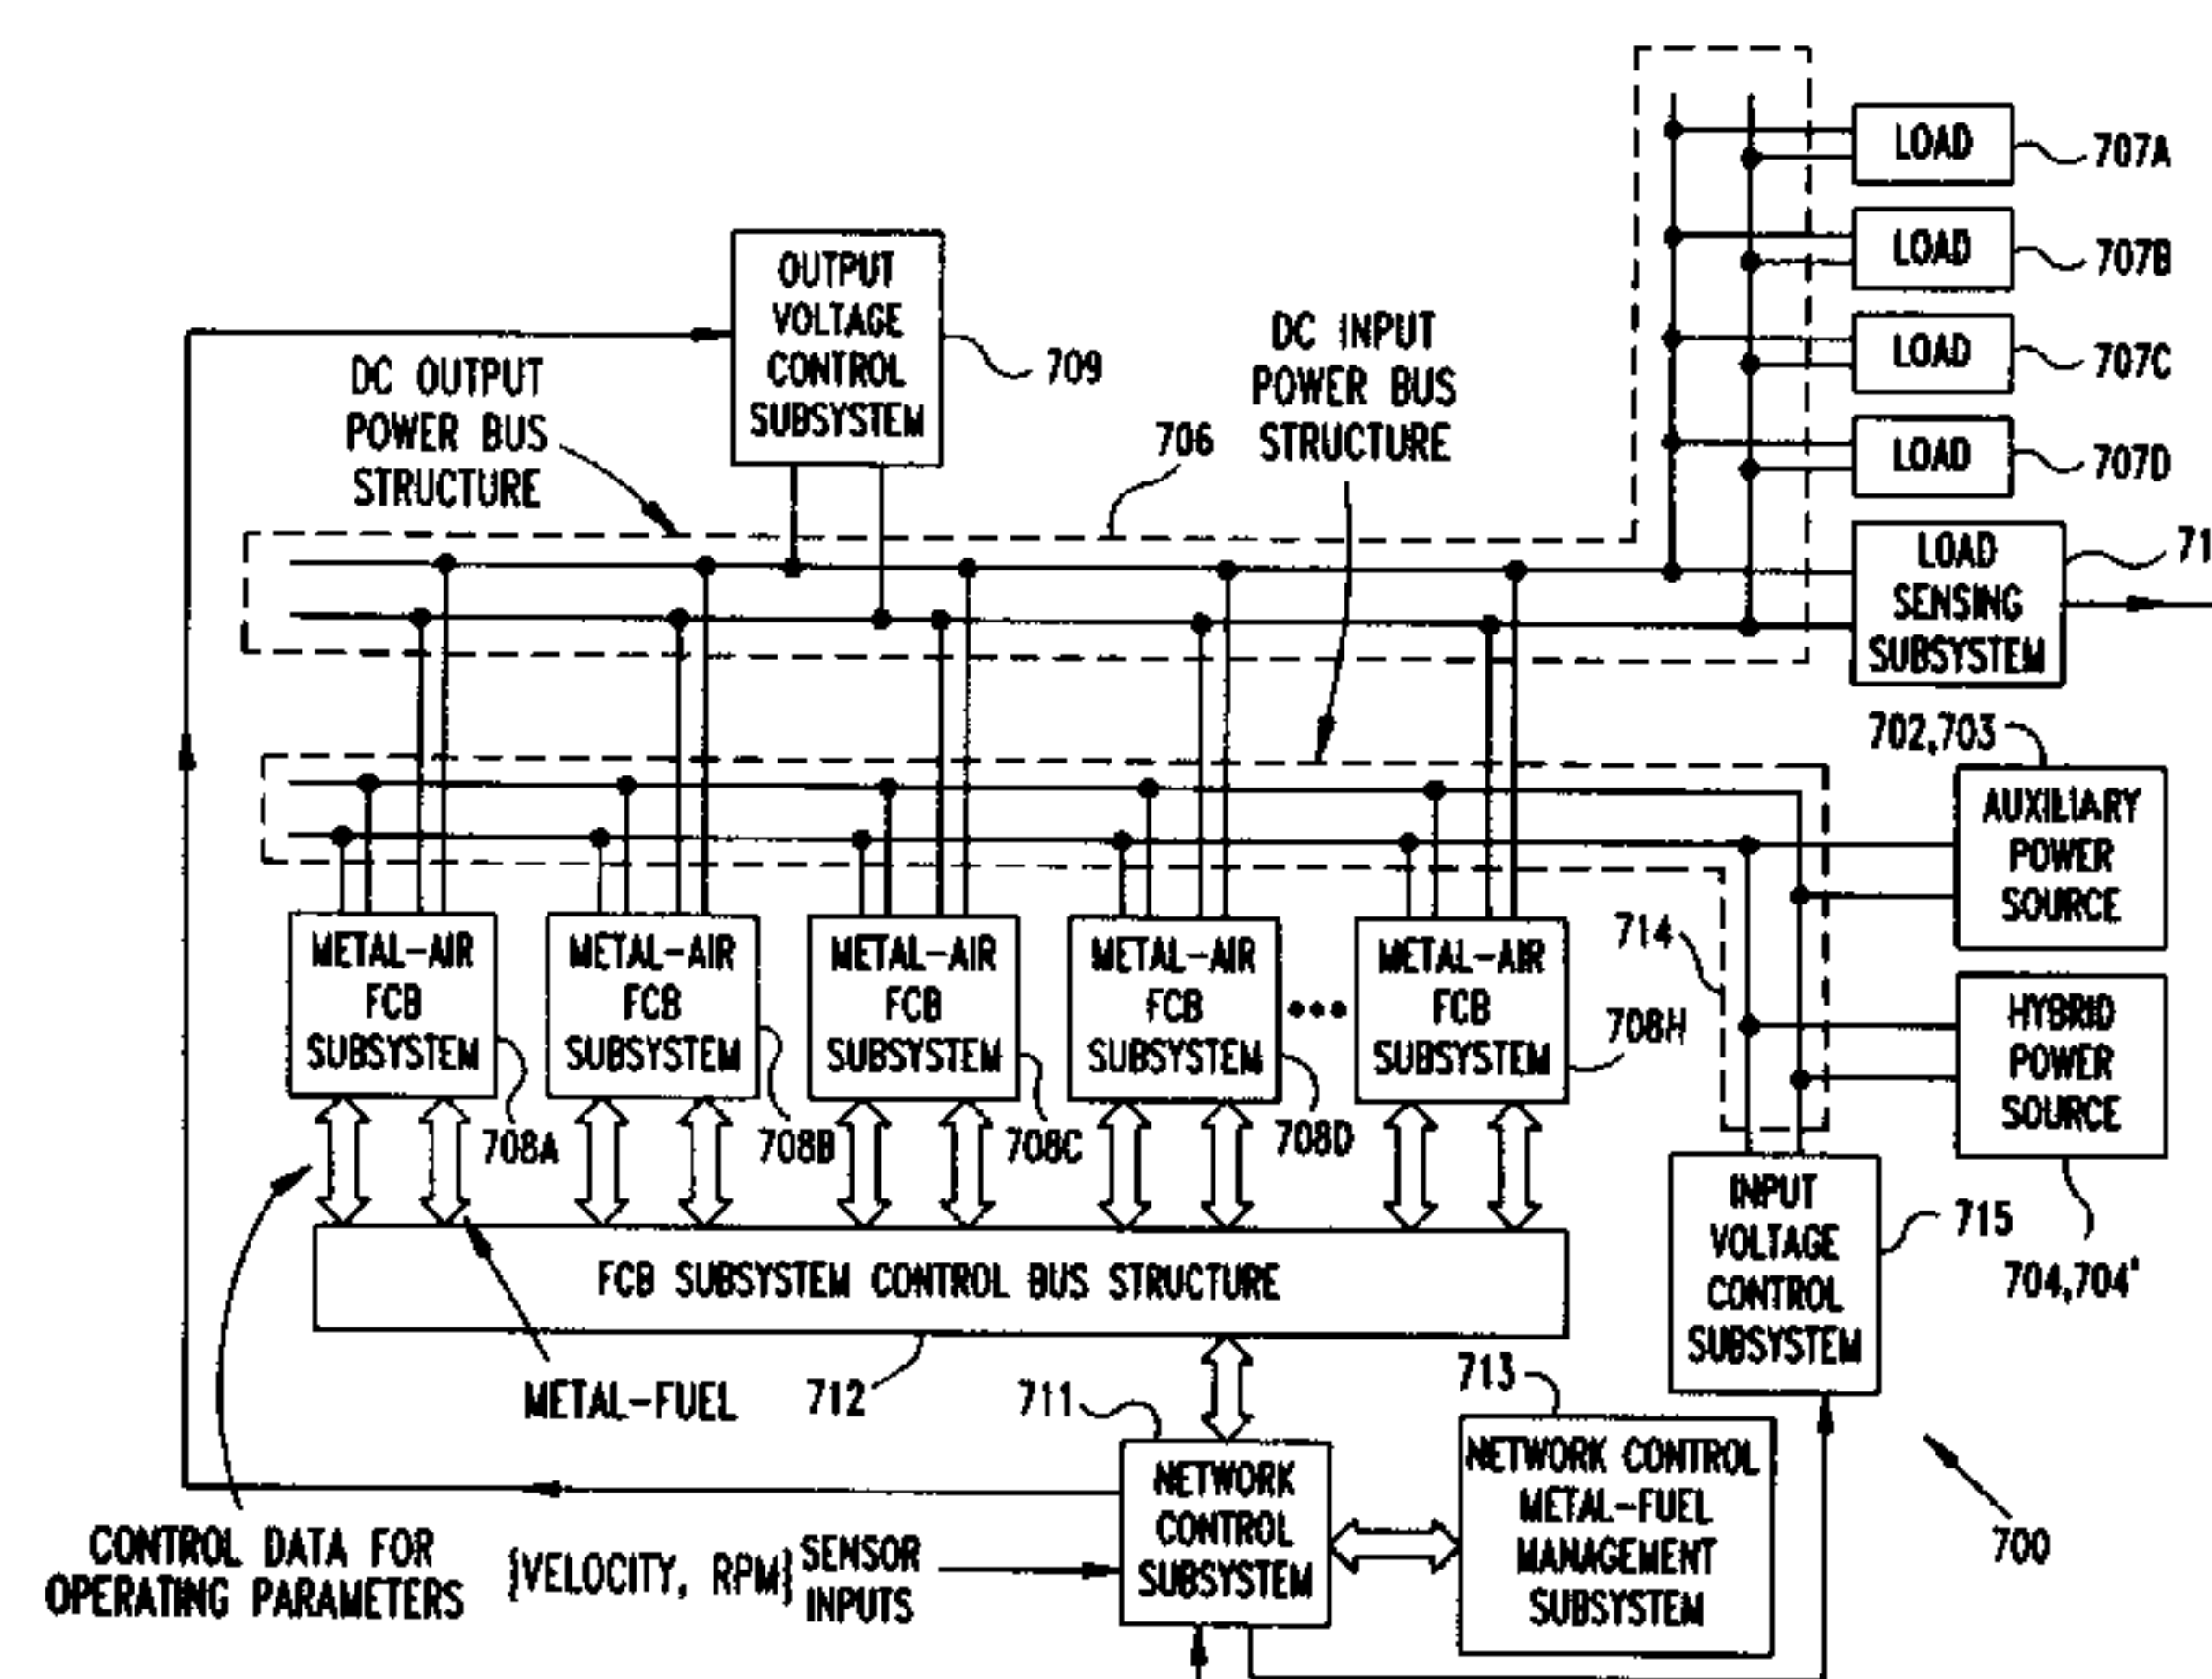 LOAD
707A
LOAD
707B
LOAD
707C
LOAD
707D
OUTPUT
VOLTAGE
CONTROL
SUBSYSTEM
709
DC OUTPUT
POWER BUS
STRUCTURE
DC INPUT
POWER BUS
STRUCTURE
706
LOAD
SENSING
SUBSYSTEM
71
702,703
AUXILIARY
POWER
SOURCE
714
HYBRID
POWER
SOURCE
704,704'
METAL-AIR
FCB
SUBSYSTEM
708A
METAL-AIR
FCB
SUBSYSTEM
708B
METAL-AIR
FCB
SUBSYSTEM
708C
METAL-AIR
FCB
SUBSYSTEM
708D
•••
METAL-AIR
FCB
SUBSYSTEM
708H
INPUT
VOLTAGE
CONTROL
SUBSYSTEM
715
FCB SUBSYSTEM CONTROL BUS STRUCTURE
METAL-FUEL
712
711
713
NETWORK
CONTROL
SUBSYSTEM
NETWORK CONTROL
METAL-FUEL
MANAGEMENT
SUBSYSTEM
700
CONTROL DATA FOR
OPERATING PARAMETERS
{VELOCITY, RPM}
SENSOR
INPUTS